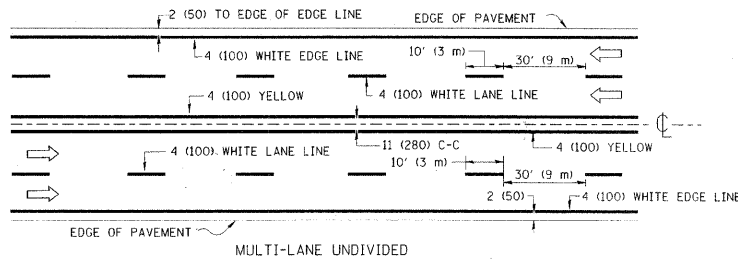 2 (50) TO EDGE OF EDGE LINE
EDGE OF PAVEMENT
4 (100) WHITE EDGE LINE
10' (3 m)
30' (9 m)
4 (100) YELLOW
4 (100) WHITE LANE LINE
11 (280) C-C
4 (100) YELLOW
4 (100) WHITE LANE LINE
10' (3 m)
30' (9 m)
2 (50)
4 (100) WHITE EDGE LINE
EDGE OF PAVEMENT
MULTI-LANE UNDIVIDED